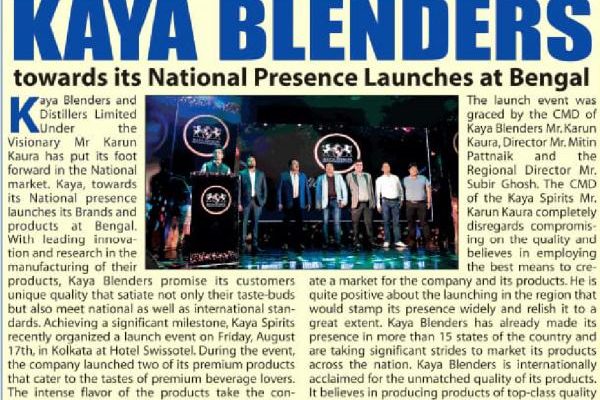 KAYA BLENDERS
towards its National Presence Launches at Bengal
Kaya Blenders and
Distillers Limited
Under the
Visionary Mr Karun
Kaura has put its foot
forward in the National
market. Kaya, towards
its National presence
launches its Brands and
products at Bengal.
With leading innova-
tion and research in the
manufacturing of their
products, Kaya Blenders promise its customers
unique quality that satiate not only their taste-buds
but also meet national as well as international stan-
dards. Achieving a significant milestone, Kaya Spirits
recently organized a launch event on Friday, August
17th, in Kolkata at Hotel Swissotel. During the event,
the company launched two of its premium products
that cater to the tastes of premium beverage lovers.
The intense flavor of the products take the con-
The launch event was
graced by the CMD of
Kaya Blenders Mr. Karun
Kaura, Director Mr. Mitin
Pattnaik and the
Regional Director Mr.
Subir Ghosh. The CMD
of the Kaya Spirits Mr.
Karun Kaura completely
disregards compromis-
ing on the quality and
believes in employing
the best means to cre-
ate a market for the company and its products. He is
quite positive about the launching in the region that
would stamp its presence widely and relish it to a
great extent. Kaya Blenders has already made its
presence in more than 15 states of the country and
are taking significant strides to market its products
across the nation. Kaya Blenders is internationally
acclaimed for the unmatched quality of its products.
It believes in producing products of top-class quality